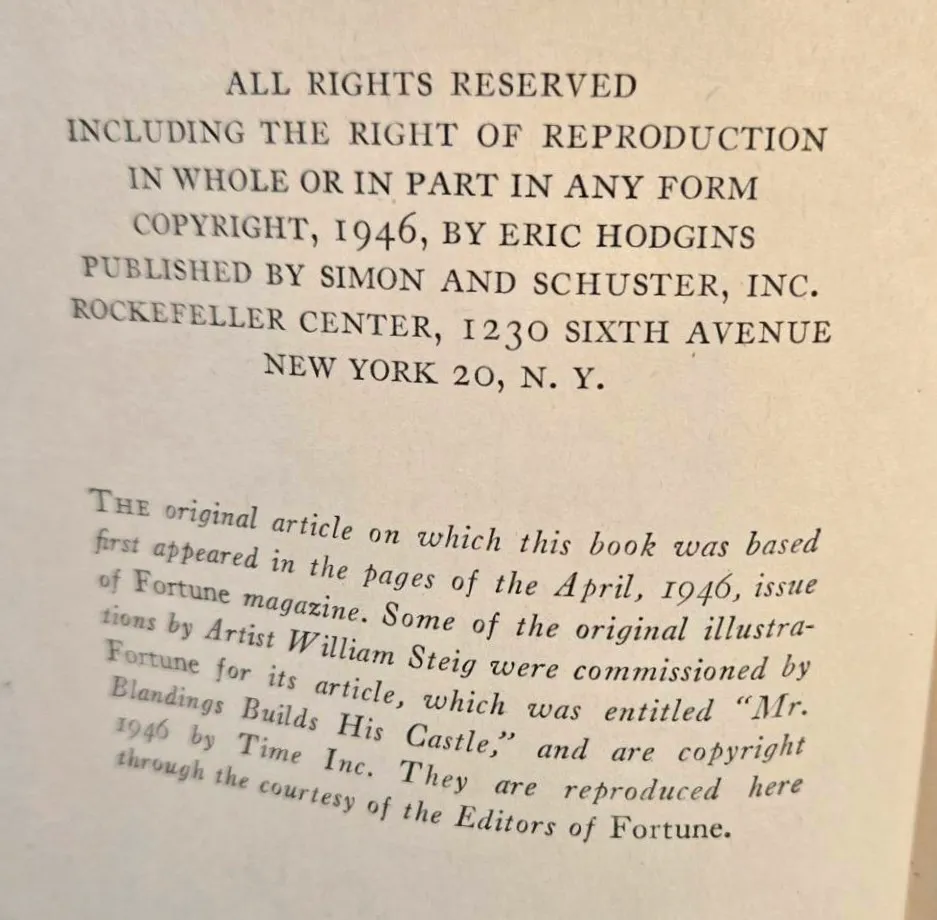 ALL RIGHTS RESERVED
INCLUDING THE RIGHT OF REPRODUCTION
IN WHOLE OR IN PART IN ANY FORM
COPYRIGHT, 1946, BY ERIC HODGINS
PUBLISHED BY SIMON AND SCHUSTER, INC.
ROCKEFELLER CENTER, 1230 SIXTH AVENUE
NEW YORK 20, N. Y.
THE original article on which this book was based
first appeared in the pages of the April, 1946, issue
of Fortune magazine. Some of the original illustra-
tions by Artist William Steig were commissioned by
Fortune for its article, which was entitled “Mr.
Blandings Builds His Castle,” and are copyright
1946 by Time Inc. They are reproduced here
through the courtesy of the Editors of Fortune.